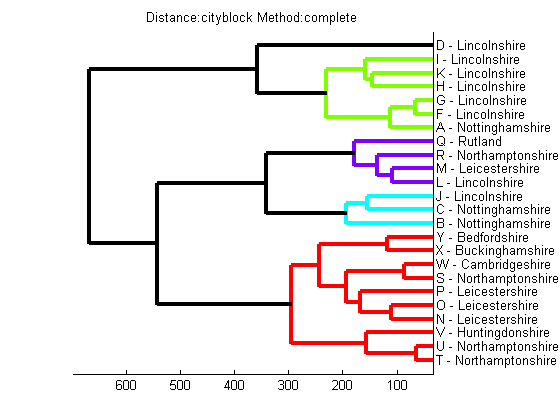 Distance:cityblock Method:complete
D - Lincolnshire
I - Lincolnshire
K - Lincolnshire
H - Lincolnshire
G - Lincolnshire
F - Lincolnshire
A - Nottinghamshire
Q - Rutland
R - Northamptonshire
M - Leicestershire
L - Lincolnshire
J - Lincolnshire
C - Nottinghamshire
B - Nottinghamshire
Y - Bedfordshire
X - Buckinghamshire
W - Cambridgeshire
S - Northamptonshire
P - Leicestershire
O - Leicestershire
N - Leicestershire
V - Huntingdonshire
U - Northamptonshire
T - Northamptonshire
600 500 400 300 200 100